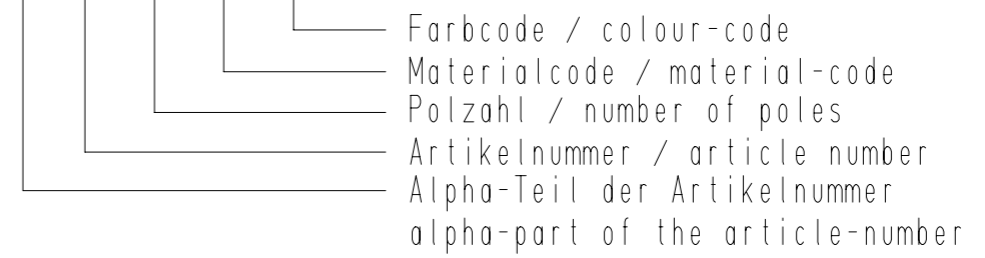 Farbcode / colour-code
Materialcode / material-code
Polzahl / number of poles
Artikelnummer / article number
Alpha-Teil der Artikelnummer
alpha-part of the article-number